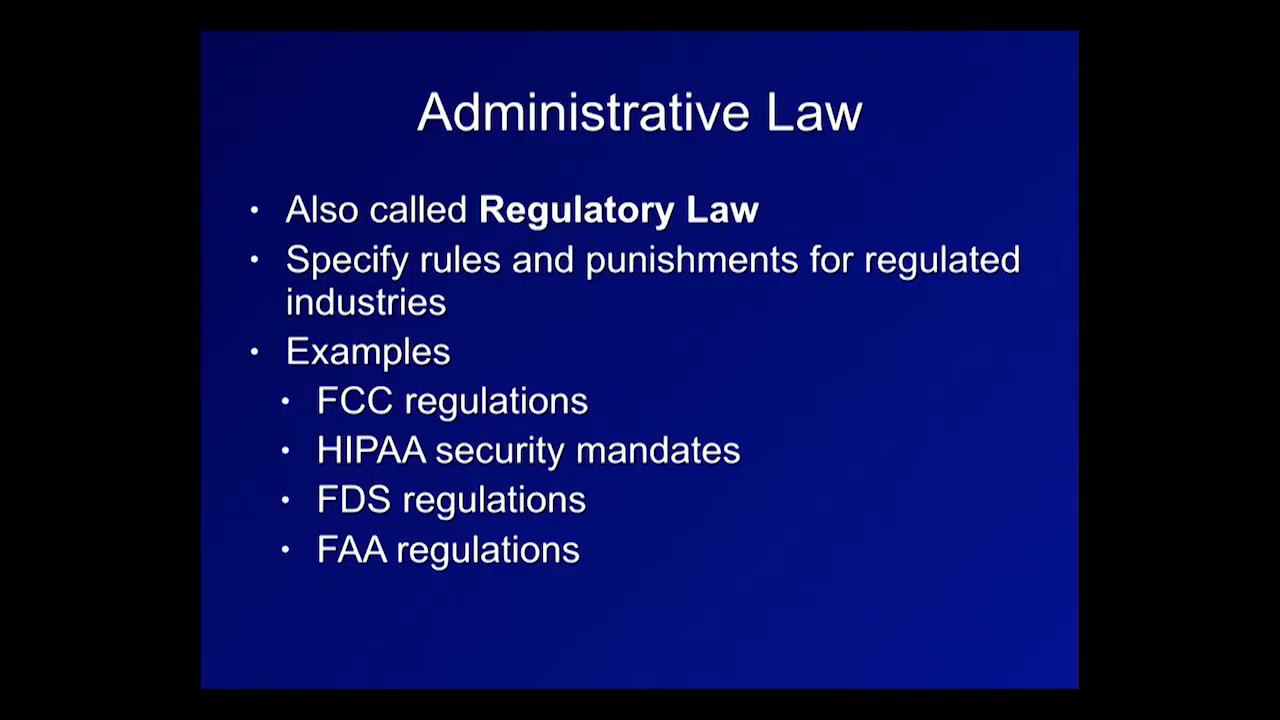 Administrative Law
• Also called Regulatory Law
• Specify rules and punishments for regulated
industries
• Examples
• FCC regulations
• HIPAA security mandates
• FDS regulations
• FAA regulations